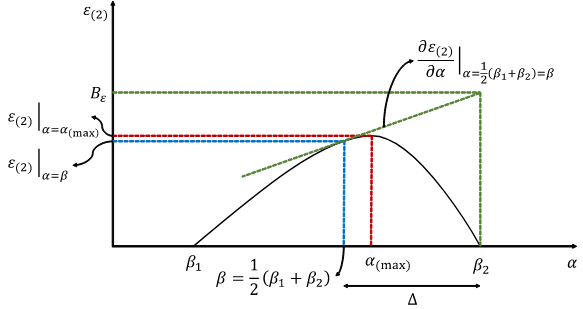 ε₍₂₎
∂ε₍₂₎/∂α |α=½(β₁+β₂)=β
Bε
ε₍₂₎|α=α₍max₎
ε₍₂₎|α=β
β₁
α₍max₎
β₂
α
β = 1/2 (β₁ + β₂)
Δ